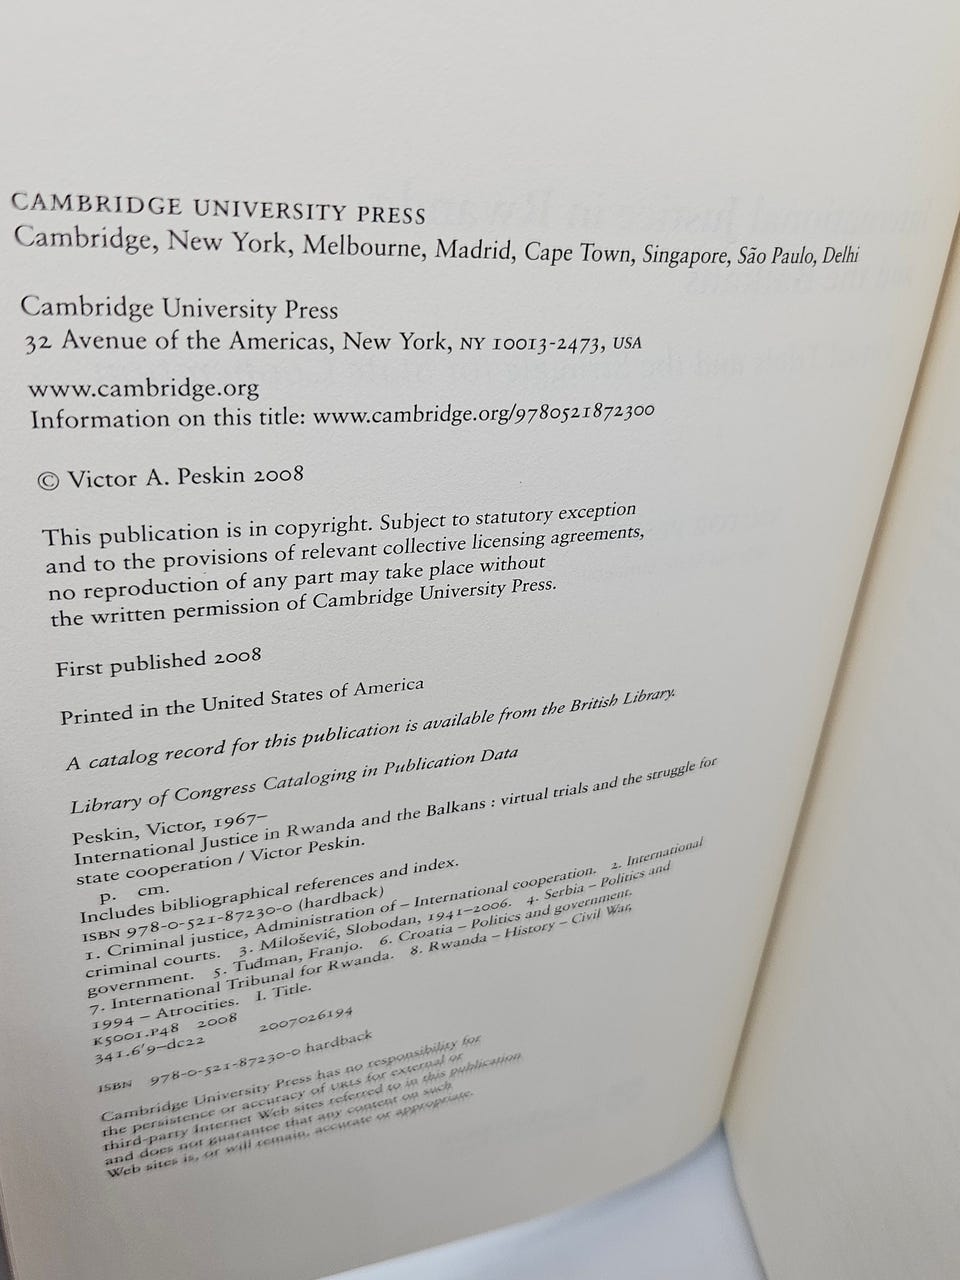 CAMBRIDGE UNIVERSITY PRESS
Cambridge, New York, Melbourne, Madrid, Cape Town, Singapore, São Paulo, Delhi
Cambridge University Press
32 Avenue of the Americas, New York, NY 10013-2473, USA
www.cambridge.org
Information on this title: www.cambridge.org/9780521872300
© Victor A. Peskin 2008
This publication is in copyright. Subject to statutory exception
and to the provisions of relevant collective licensing agreements,
no reproduction of any part may take place without
the written permission of Cambridge University Press.
First published 2008
Printed in the United States of America
A catalog record for this publication is available from the British Library.
Library of Congress Cataloging in Publication Data
Peskin, Victor, 1967–
International Justice in Rwanda and the Balkans : virtual trials and the struggle for
state cooperation / Victor Peskin.
p. cm.
Includes bibliographical references and index.
ISBN 978-0-521-87230-0 (hardback)
1. Criminal justice, Administration of – International cooperation. 2. International
criminal courts. 3. Milošević, Slobodan, 1941–2006. 4. Serbia – Politics and
government. 5. Tuđman, Franjo. 6. Croatia – Politics and government.
7. International Tribunal for Rwanda. 8. Rwanda – History – Civil War,
1994 – Atrocities. I. Title.
K5001.P48 2008
341.6′9–dc22 2007026194
ISBN 978-0-521-87230-0 hardback
Cambridge University Press has no responsibility for
the persistence or accuracy of URLs for external or
third-party Internet Web sites referred to in this publication
and does not guarantee that any content on such
Web sites is, or will remain, accurate or appropriate.